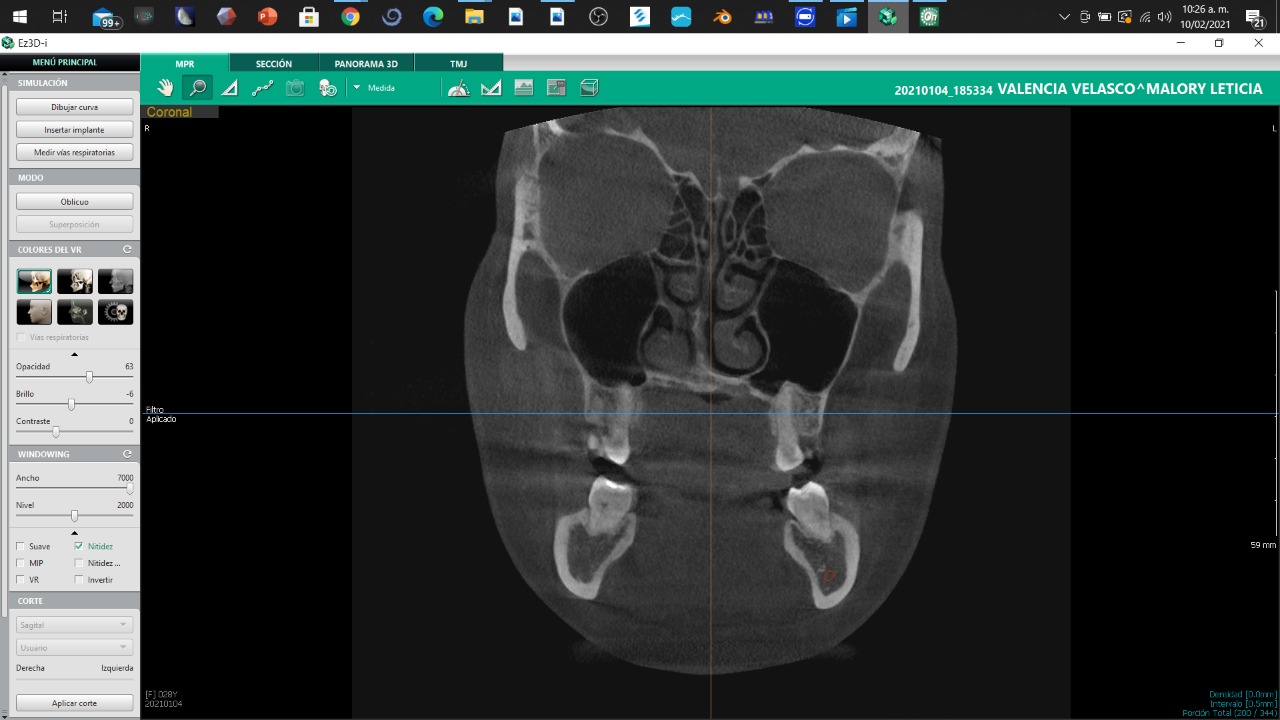 99+
10:26 a. m.
10/02/2021
21
Ez3D-i
MENÚ PRINCIPAL
MPR
SECCIÓN
PANORAMA 3D
TMJ
Medida
20210104_185334 VALENCIA VELASCO^MALORY LETICIA
SIMULACIÓN
Dibujar curva
Insertar implante
Medir vías respiratorias
MODO
Oblicuo
Superposición
COLORES DEL VR
Vías respiratorias
Opacidad 63
Brillo -6
Contraste 0
WINDOWING
Ancho 7000
Nivel 2000
Suave Nitidez
MIP Nitidez ...
VR Invertir
CORTE
Sagital
Usuario
Derecha Izquierda
Aplicar corte
Coronal
R
L
Filtro
Aplicado
59 mm
[F] 028Y
20210104
Densidad [0.0mm]
Intervalo [0.5mm]
Porción Total (200 / 344)